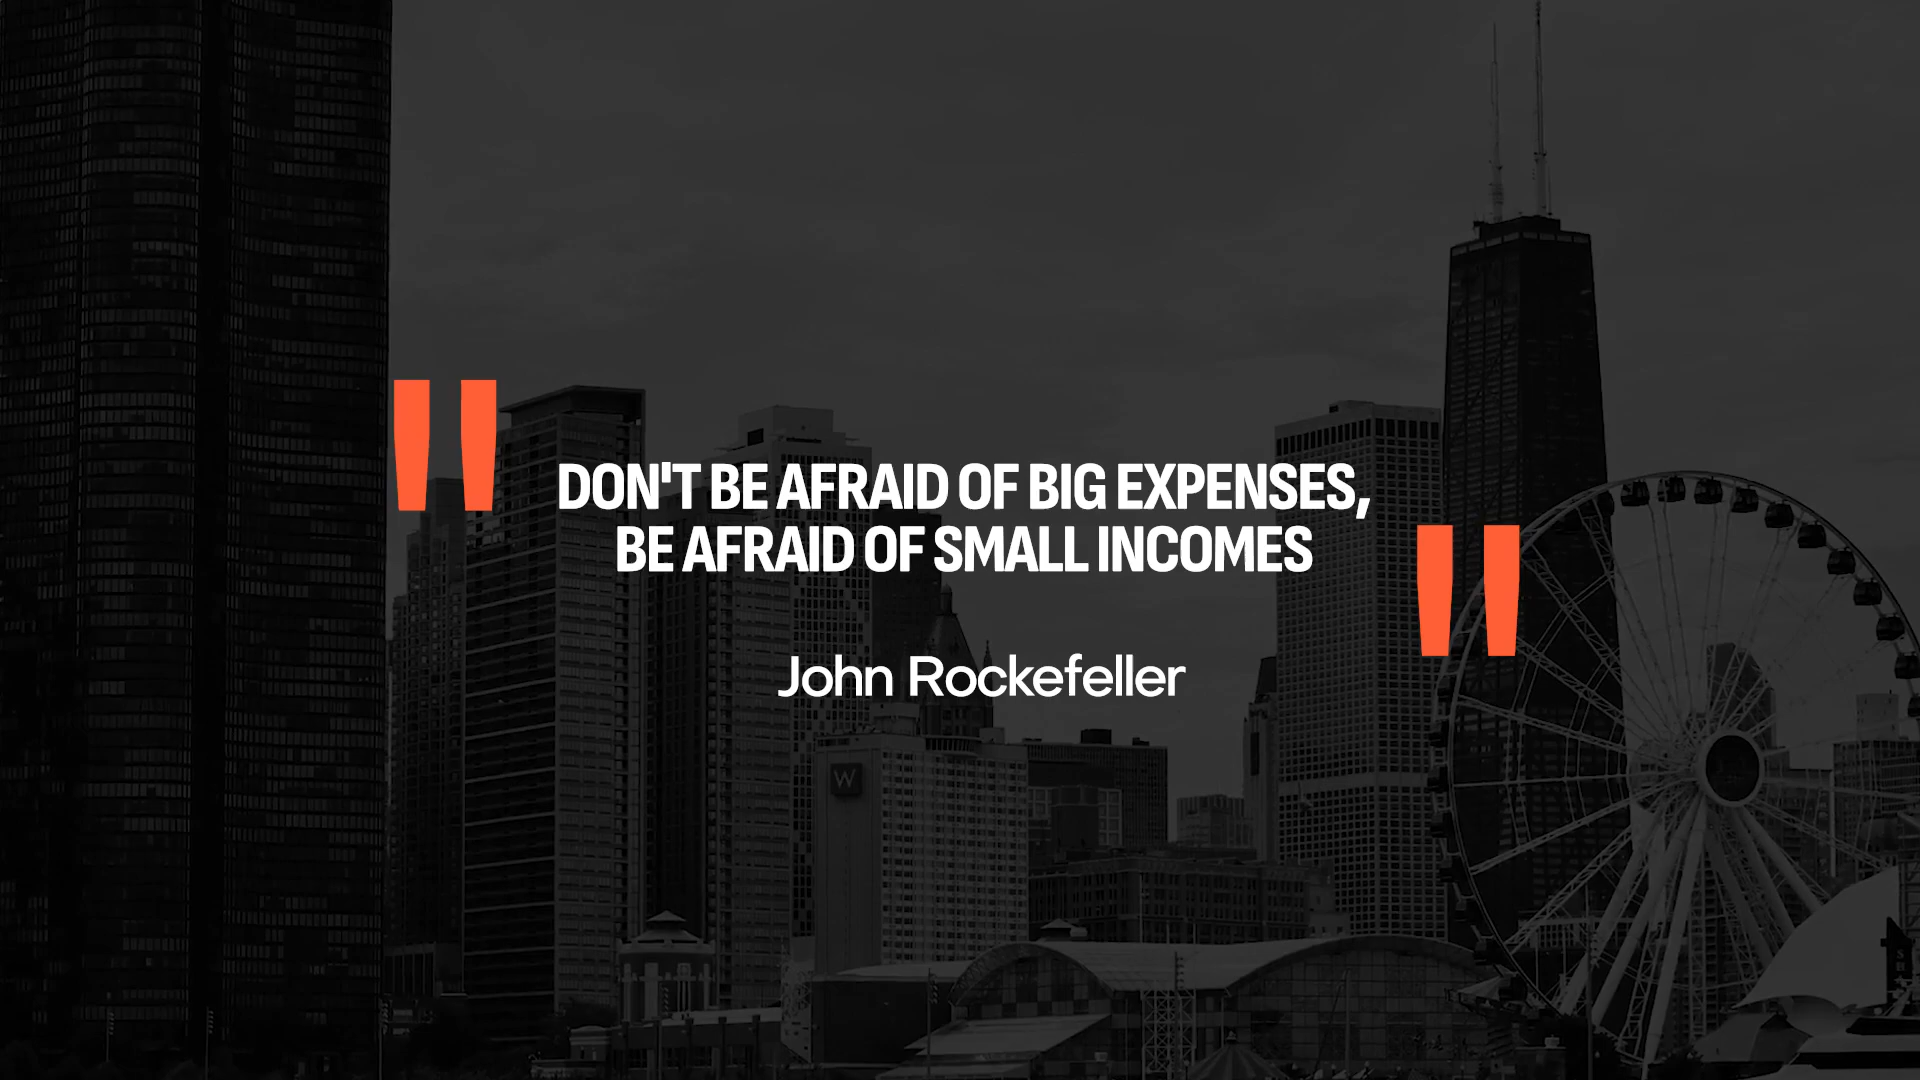 "
DON'T BE AFRAID OF BIG EXPENSES,
BE AFRAID OF SMALL INCOMES
"
John Rockefeller
W